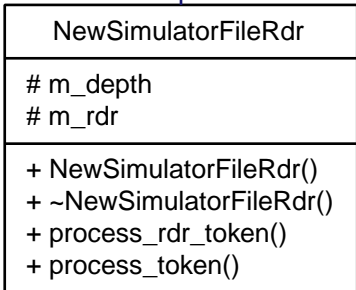 NewSimulatorFileRdr
# m_depth
# m_rdr
+ NewSimulatorFileRdr()
+ ~NewSimulatorFileRdr()
+ process_rdr_token()
+ process_token()